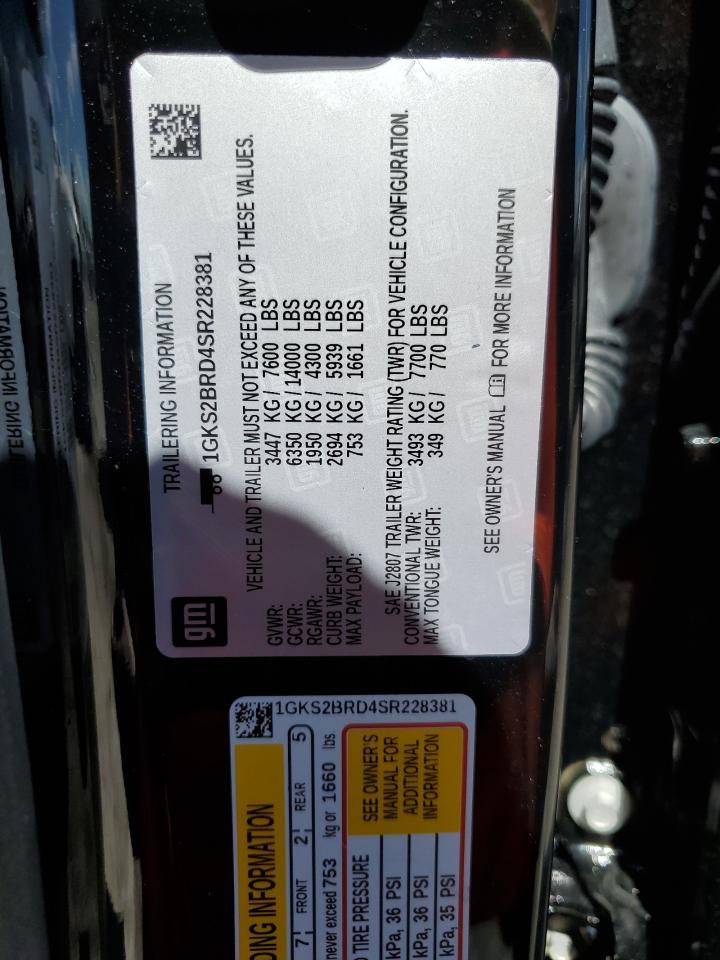 TRAILERING INFORMATION
1GKS2BRD4SR228381
VEHICLE AND TRAILER MUST NOT EXCEED ANY OF THESE VALUES.
GVWR: 3447 KG / 7600 LBS
GCWR: 6350 KG / 14000 LBS
RGAWR: 1950 KG / 4300 LBS
CURB WEIGHT: 2694 KG / 5939 LBS
MAX PAYLOAD: 753 KG / 1661 LBS
SAE J2807 TRAILER WEIGHT RATING (TWR) FOR VEHICLE CONFIGURATION.
CONVENTIONAL TWR: 3493 KG / 7700 LBS
MAX TONGUE WEIGHT: 349 KG / 770 LBS
SEE OWNER'S MANUAL FOR MORE INFORMATION
gm
1GKS2BRD4SR228381
INFORMATION
7 FRONT 2 REAR 5
never exceed 753 kg or 1660 lbs
TIRE PRESSURE
kPa, 36 PSI
kPa, 36 PSI
kPa, 35 PSI
SEE OWNER'S
MANUAL FOR
ADDITIONAL
INFORMATION